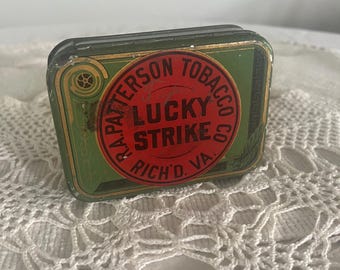 R.A.PATTERSON TOBACCO CO
LUCKY
STRIKE
RICH'D. VA.